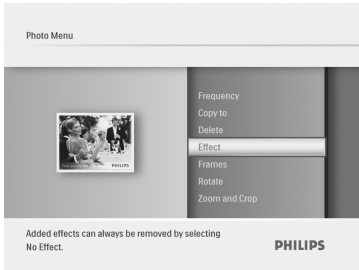 Photo Menu
Frequency
Copy to
Delete
Effect
Frames
Rotate
Zoom and Crop
PHILIPS
Added effects can always be removed by selecting
No Effect.
PHILIPS